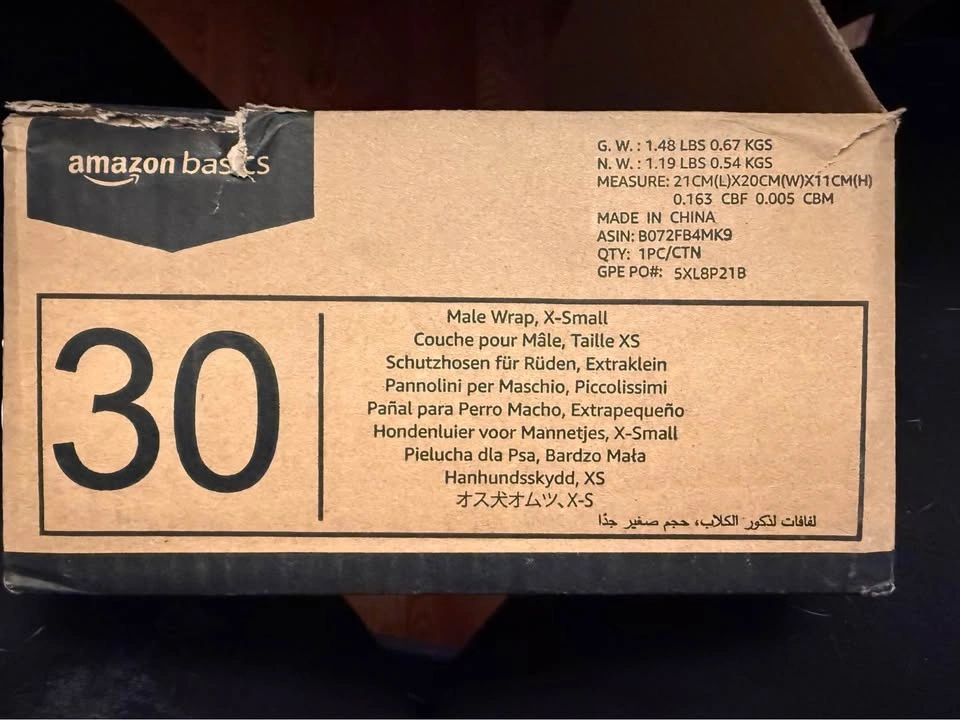 amazon basics
G. W. : 1.48 LBS 0.67 KGS
N. W. : 1.19 LBS 0.54 KGS
MEASURE: 21CM(L)X20CM(W)X11CM(H)
0.163 CBF 0.005 CBM
MADE IN CHINA
ASIN: B072FB4MK9
QTY: 1PC/CTN
GPE PO#: 5XL8P21B
30
Male Wrap, X-Small
Couche pour Mâle, Taille XS
Schutzhosen für Rüden, Extraklein
Pannolini per Maschio, Piccolissimi
Pañal para Perro Macho, Extrapequeño
Hondenluier voor Mannetjes, X-Small
Pielucha dla Psa, Bardzo Mała
Hanhundsskydd, XS
オス犬オムツ、X-S
لفافات لذكور الكلاب، حجم صغير جدًا